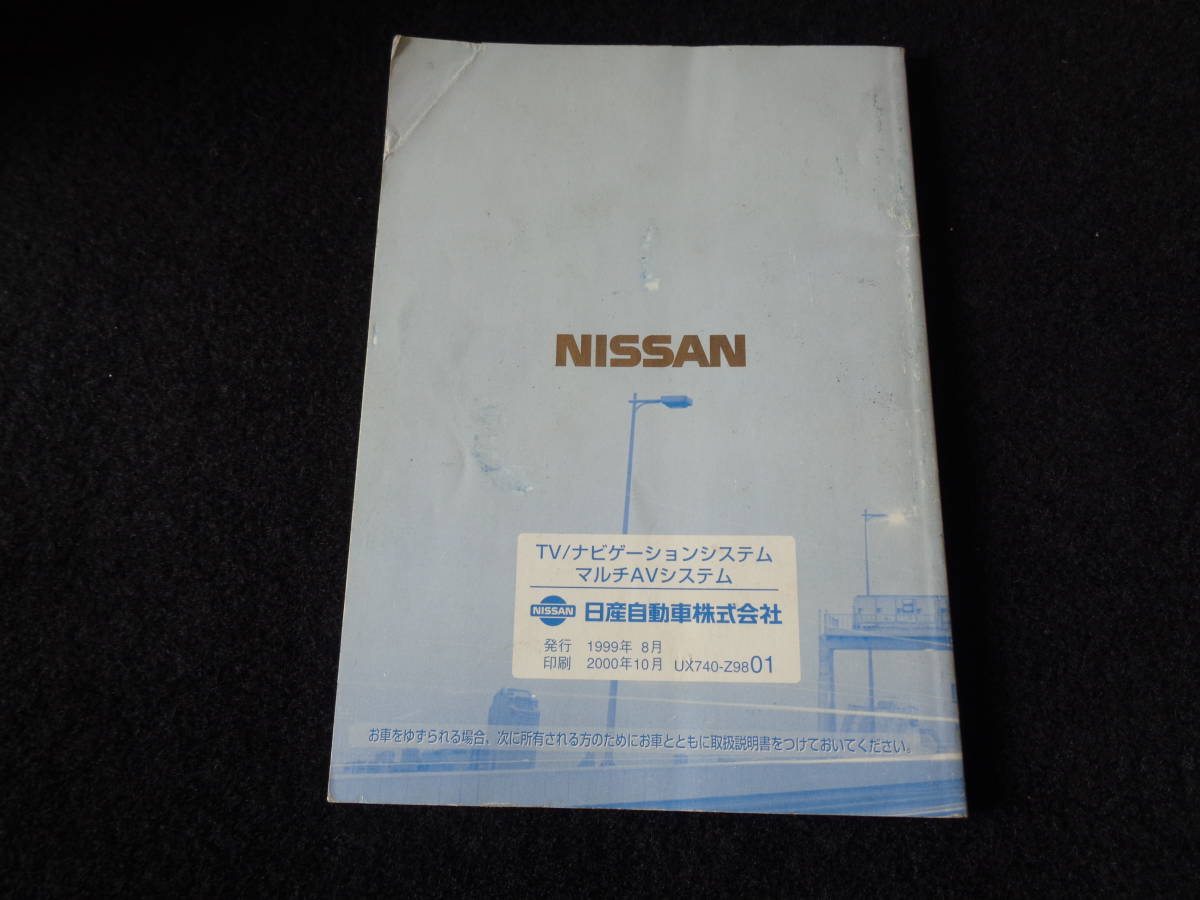 NISSAN
TV/ナビゲーションシステム
マルチAVシステム
NISSAN 日産自動車株式会社
発行 1999年 8月
印刷 2000年10月 UX740-Z9801
お車をゆずられる場合、次に所有される方のためにお車とともに取扱説明書をつけておいてください。